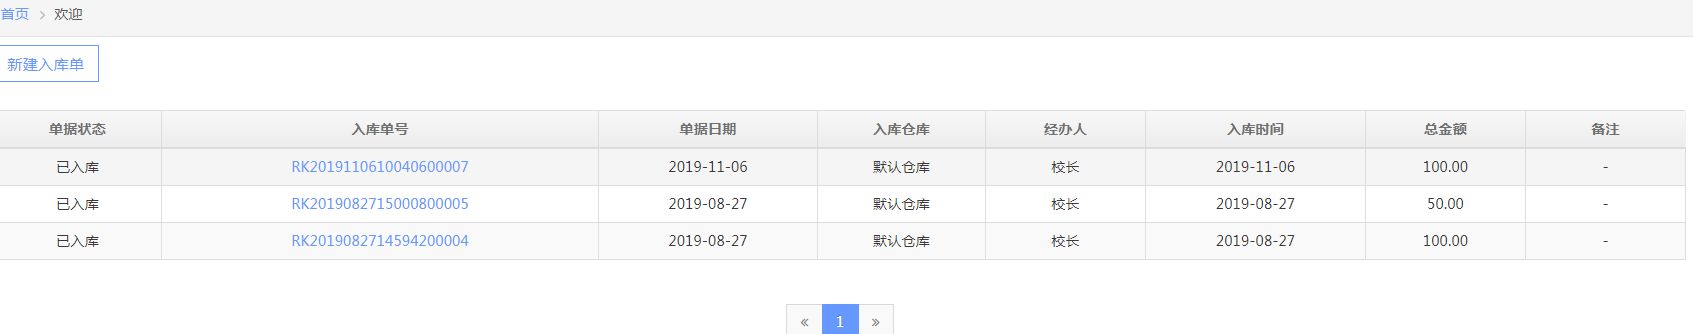 首页 > 欢迎
新建入库单
单据状态 入库单号 单据日期 入库仓库 经办人 入库时间 总金额 备注
已入库 RK2019110610040600007 2019-11-06 默认仓库 校长 2019-11-06 100.00 -
已入库 RK2019082715000800005 2019-08-27 默认仓库 校长 2019-08-27 50.00 -
已入库 RK2019082714594200004 2019-08-27 默认仓库 校长 2019-08-27 100.00 -
« 1 »